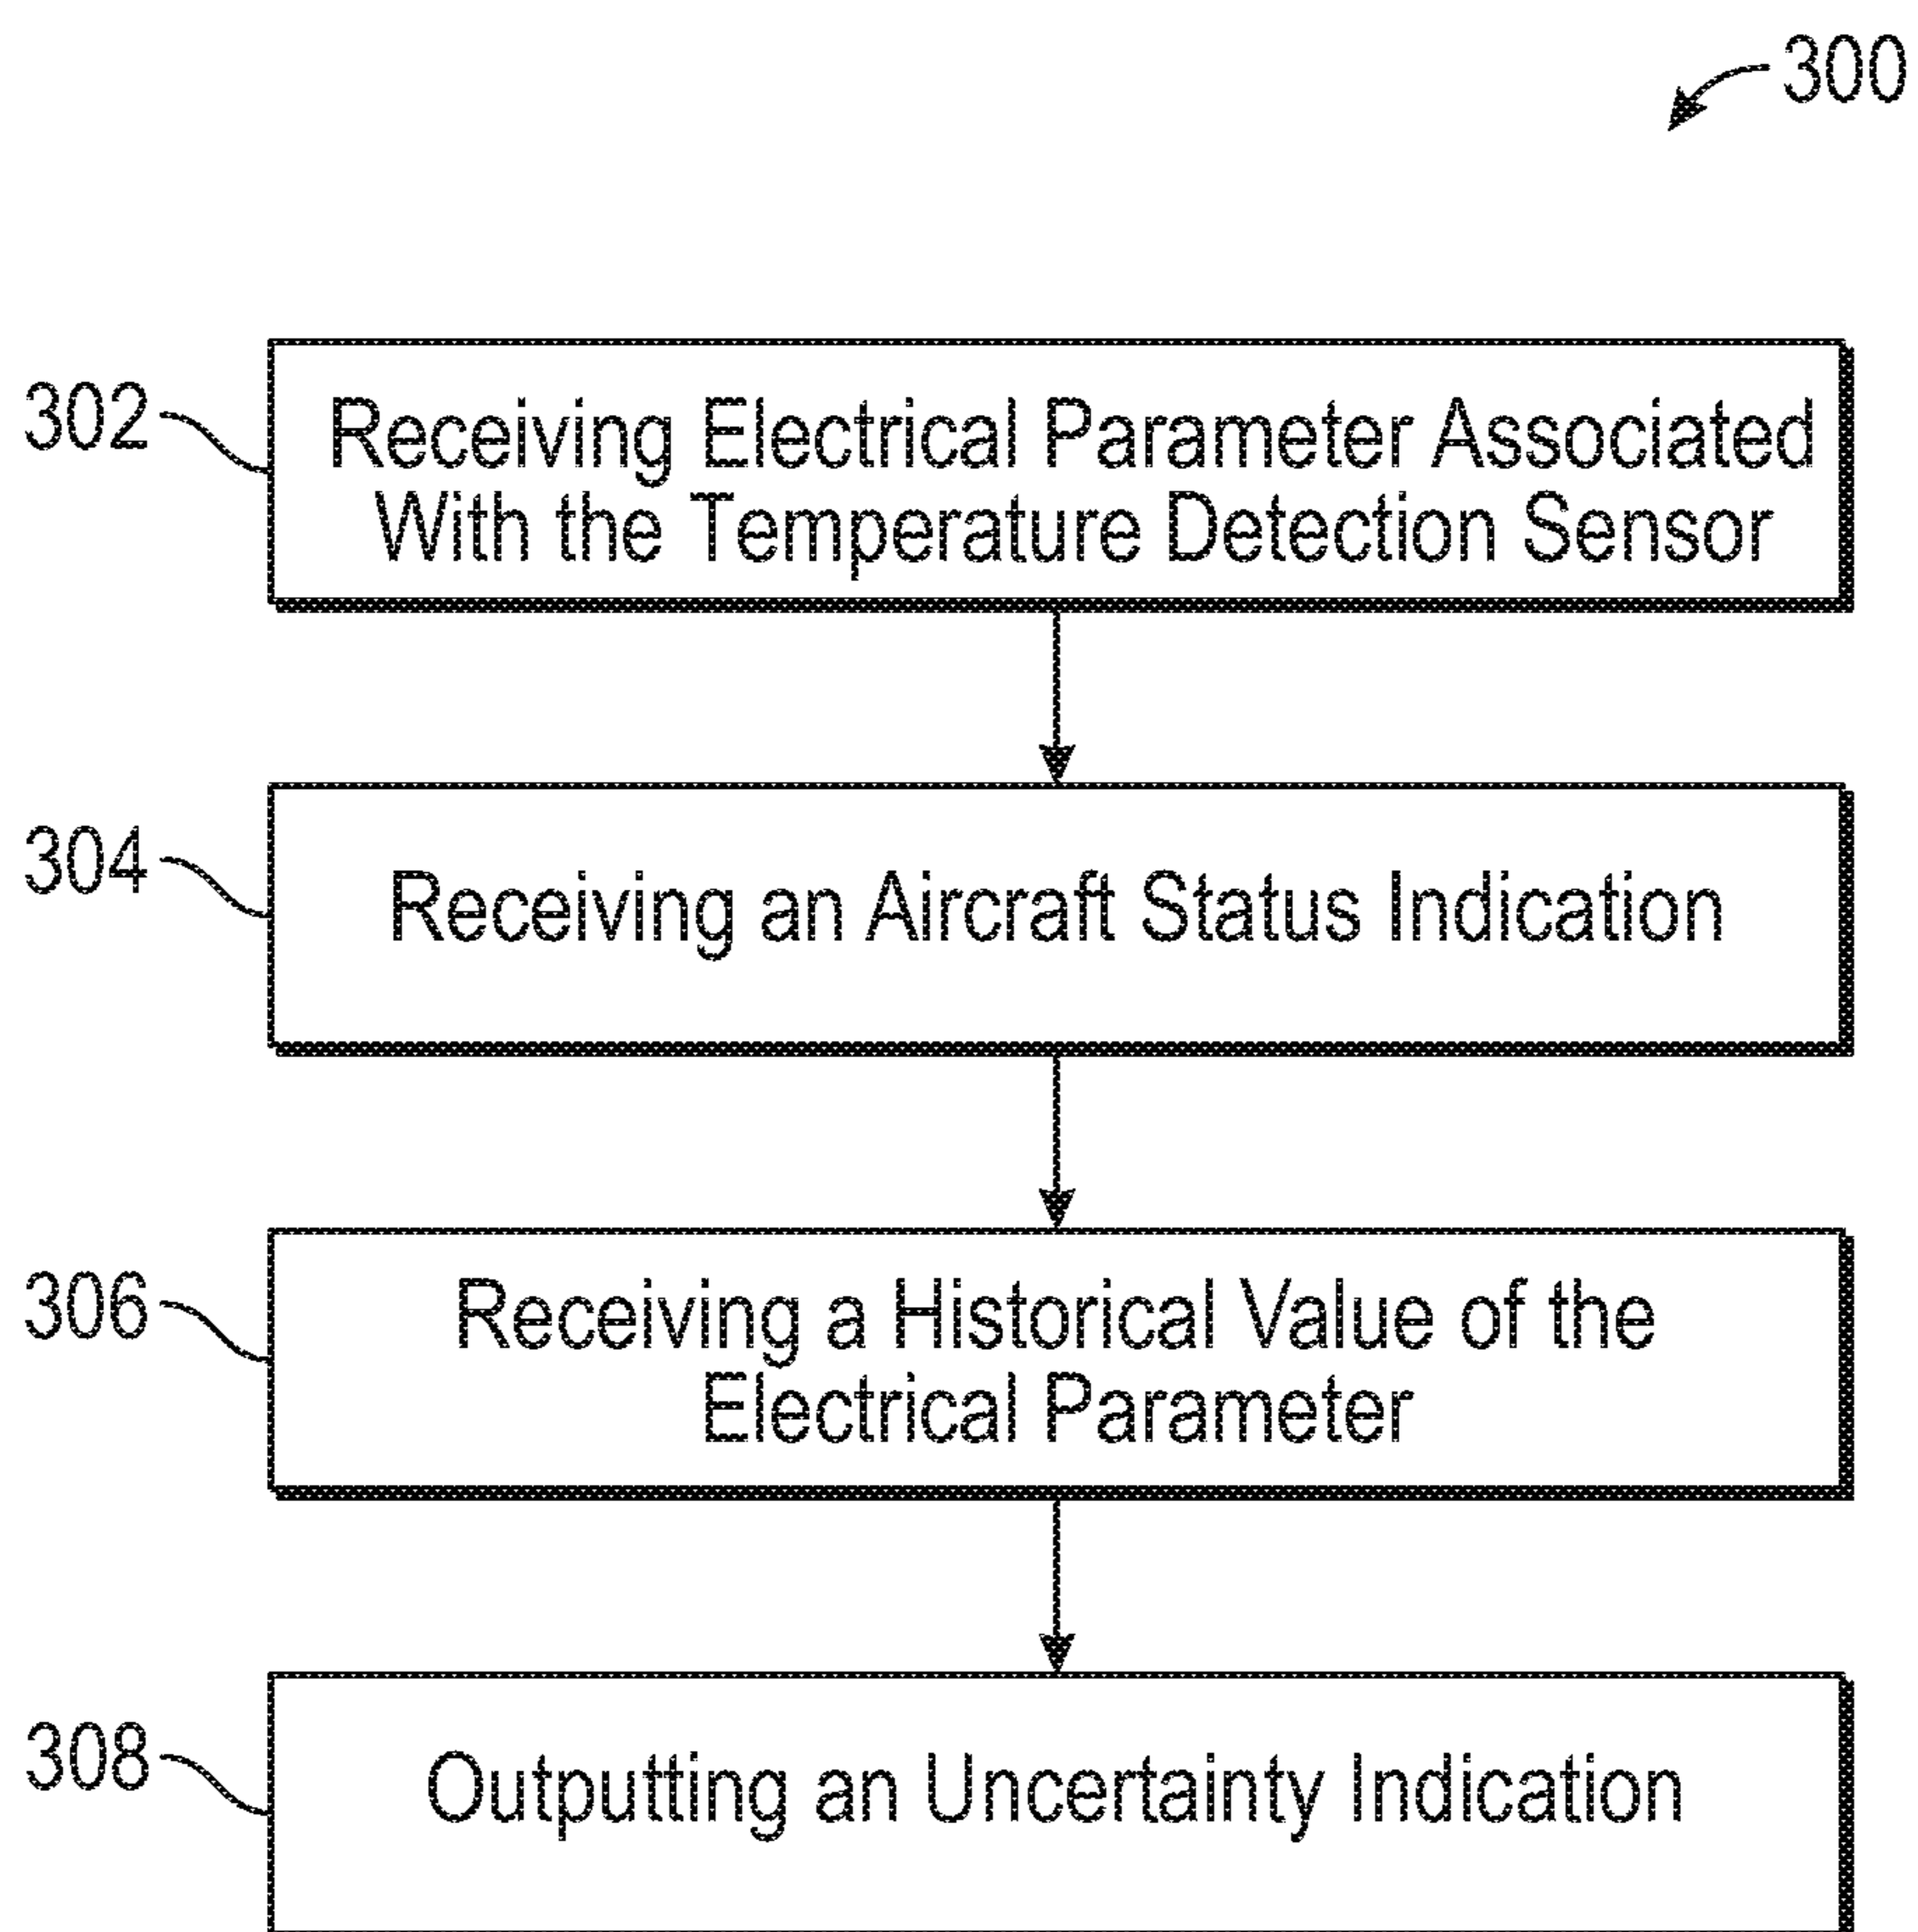 300
302
Receiving Electrical Parameter Associated
With the Temperature Detection Sensor
304
Receiving an Aircraft Status Indication
306
Receiving a Historical Value of the
Electrical Parameter
308
Outputting an Uncertainty Indication